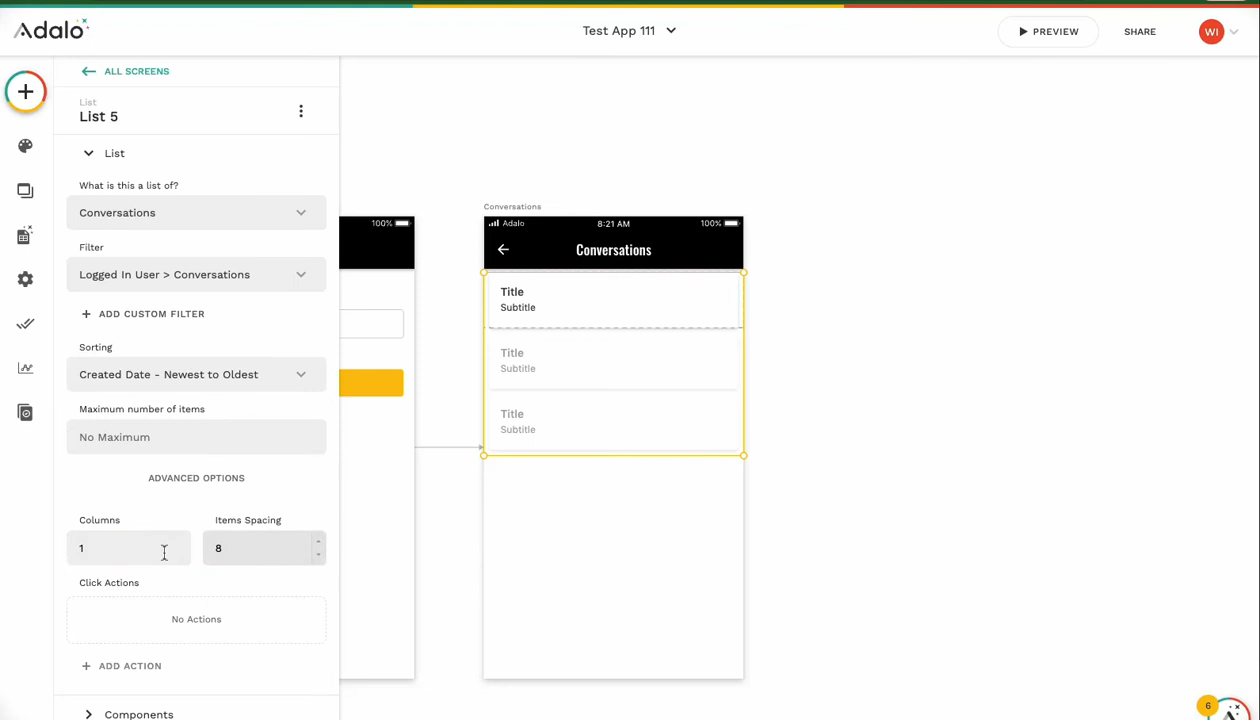 Adalo
Test App 111
PREVIEW
SHARE
WI
ALL SCREENS
List
List 5
List
What is this a list of?
Conversations
Filter
Logged In User > Conversations
+ ADD CUSTOM FILTER
Sorting
Created Date - Newest to Oldest
Maximum number of items
No Maximum
ADVANCED OPTIONS
Columns
Items Spacing
1
8
Click Actions
No Actions
+ ADD ACTION
Components
100%
Conversations
Adalo
8:21 AM
100%
Conversations
Title
Subtitle
Title
Subtitle
Title
Subtitle
6